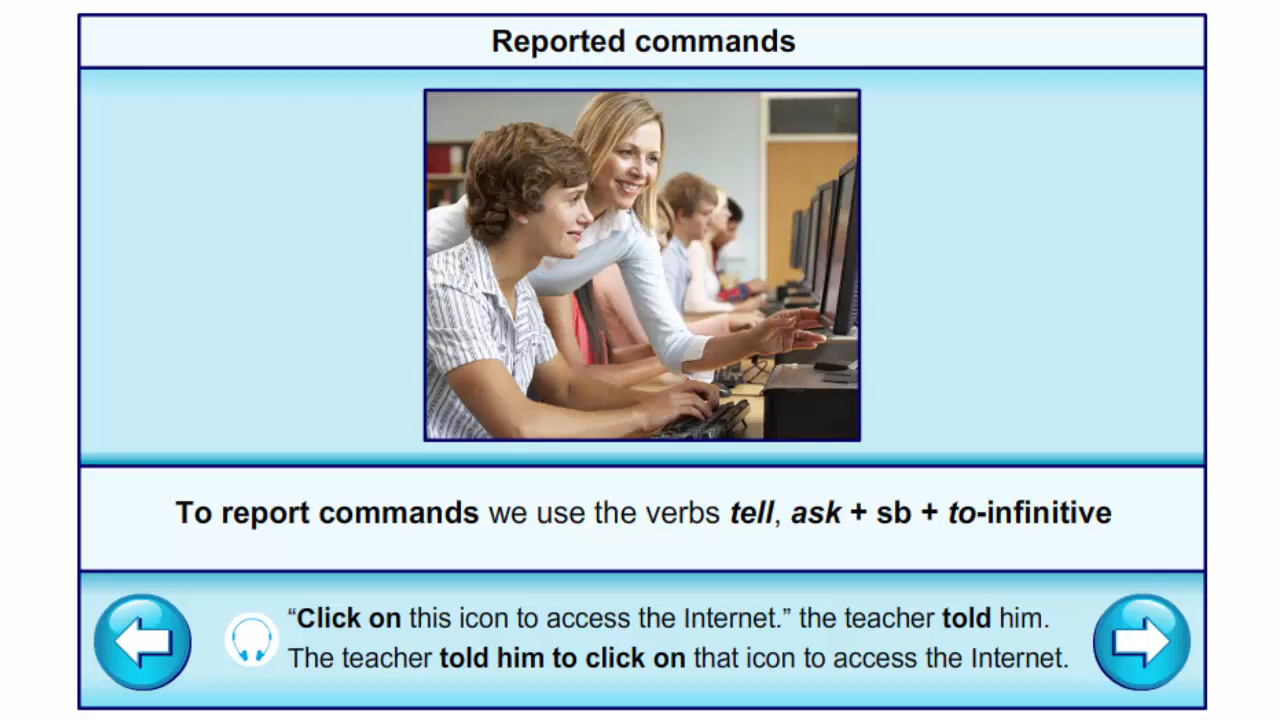 Reported commands
To report commands we use the verbs tell, ask + sb + to-infinitive
“Click on this icon to access the Internet.” the teacher told him.
The teacher told him to click on that icon to access the Internet.